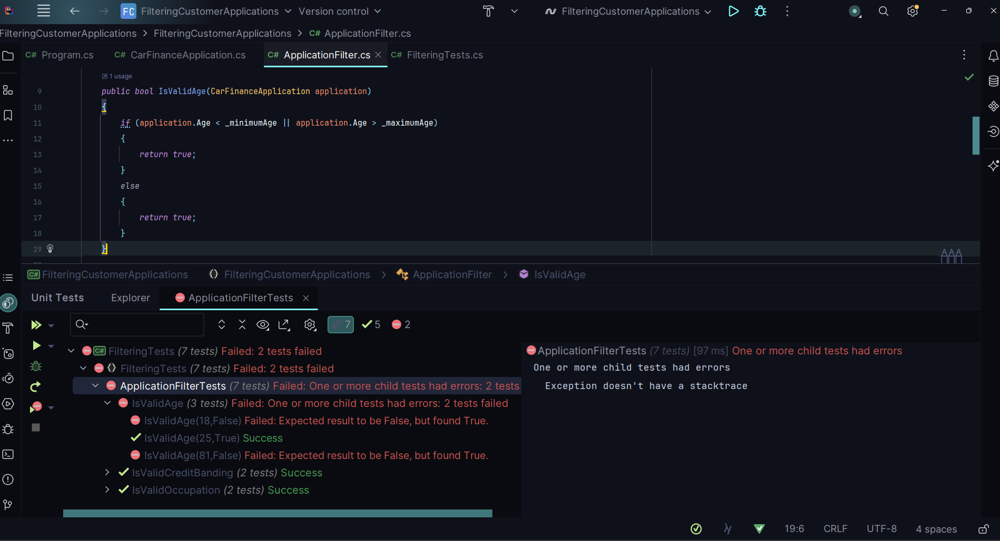 FC FilteringCustomerApplications Version control FilteringCustomerApplications
FilteringCustomerApplications > FilteringCustomerApplications > C# ApplicationFilter.cs
C# Program.cs C# CarFinanceApplication.cs C# ApplicationFilter.cs C# FilteringTests.cs
1 usage
9 public bool IsValidAge(CarFinanceApplication application)
10 {
11 if (application.Age < _minimumAge || application.Age > _maximumAge)
12 {
13 return true;
14 }
15 else
16 {
17 return true;
18 }
19 }
C# FilteringCustomerApplications {} FilteringCustomerApplications > ApplicationFilter > IsValidAge
Unit Tests Explorer ApplicationFilterTests
7 5 2
C# FilteringTests (7 tests) Failed: 2 tests failed
{} FilteringTests (7 tests) Failed: 2 tests failed
ApplicationFilterTests (7 tests) Failed: One or more child tests had errors: 2 tests
IsValidAge (3 tests) Failed: One or more child tests had errors: 2 tests failed
IsValidAge(18,False) Failed: Expected result to be False, but found True.
IsValidAge(25,True) Success
IsValidAge(81,False) Failed: Expected result to be False, but found True.
IsValidCreditBanding (2 tests) Success
IsValidOccupation (2 tests) Success
ApplicationFilterTests (7 tests) [97 ms] One or more child tests had errors
One or more child tests had errors
Exception doesn't have a stacktrace
19:6 CRLF UTF-8 4 spaces